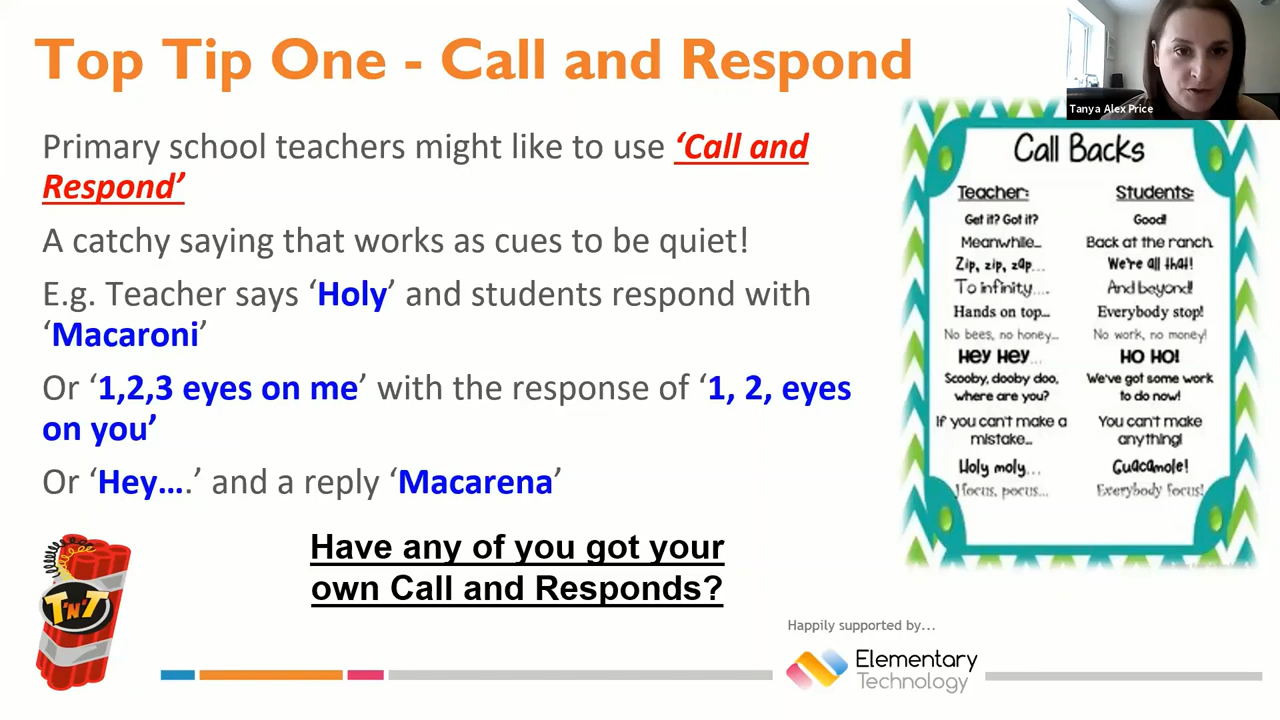 Top Tip One - Call and Respond
Tanya Alex Price
Primary school teachers might like to use ‘Call and
Respond’
A catchy saying that works as cues to be quiet!
E.g. Teacher says ‘Holy’ and students respond with
‘Macaroni’
Or ‘1,2,3 eyes on me’ with the response of ‘1, 2, eyes
on you’
Or ‘Hey….’ and a reply ‘Macarena’
Call Backs
Teacher: Students:
Get it? Got it? Good!
Meanwhile... Back at the ranch.
Zip, zip, zap... We're all that!
To infinity.... And beyond!
Hands on top... Everybody stop!
No bees, no honey... No work, no money!
Hey Hey... HO HO!
Scooby, dooby doo, We've got some work
where are you? to do now!
If you can't make a You can't make
mistake... anything!
Holy moly... Guacamole!
focus, pocus... Everybody focus!
Have any of you got your
own Call and Responds?
T'N'T
Happily supported by...
Elementary
Technology